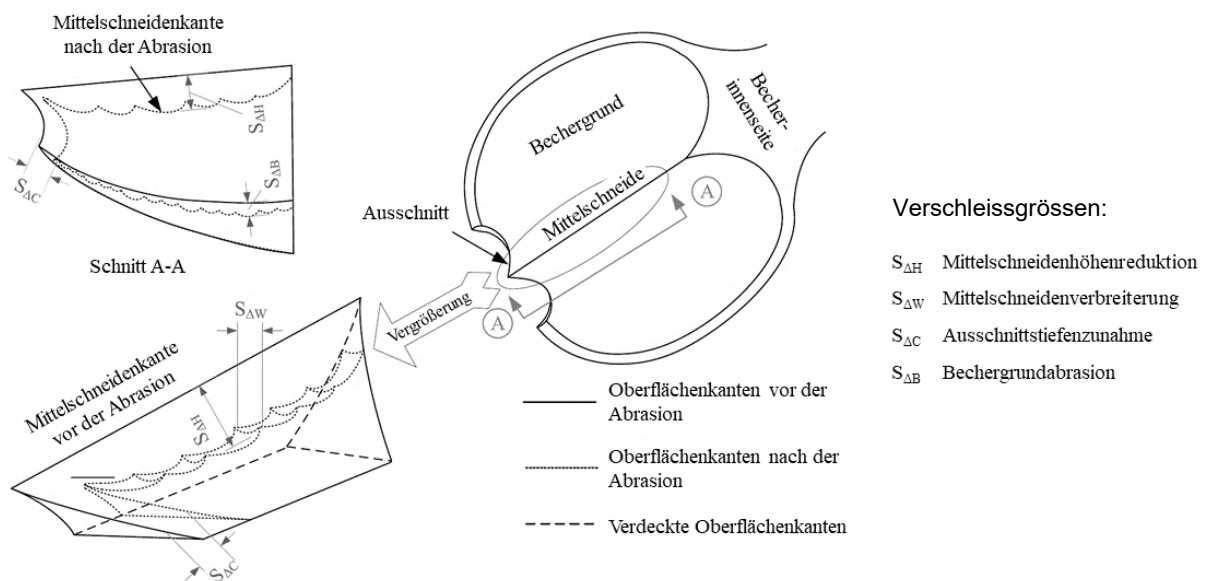 Mittelschneidenkante
nach der Abrasion
SΔH
SΔB
SΔC
Schnitt A-A
Bechergrund
Becher-
innenseite
Mittelschneide
Ausschnitt
A
A
Vergrößerung
SΔW
Mittelschneidenkante
vor der Abrasion
SΔH
SΔC
Oberflächenkanten vor der
Abrasion
Oberflächenkanten nach der
Abrasion
Verdeckte Oberflächenkanten
Verschleissgrössen:
SΔH Mittelschneidenhöhenreduktion
SΔW Mittelschneidenverbreiterung
SΔC Ausschnittstiefenzunahme
SΔB Bechergrundabrasion